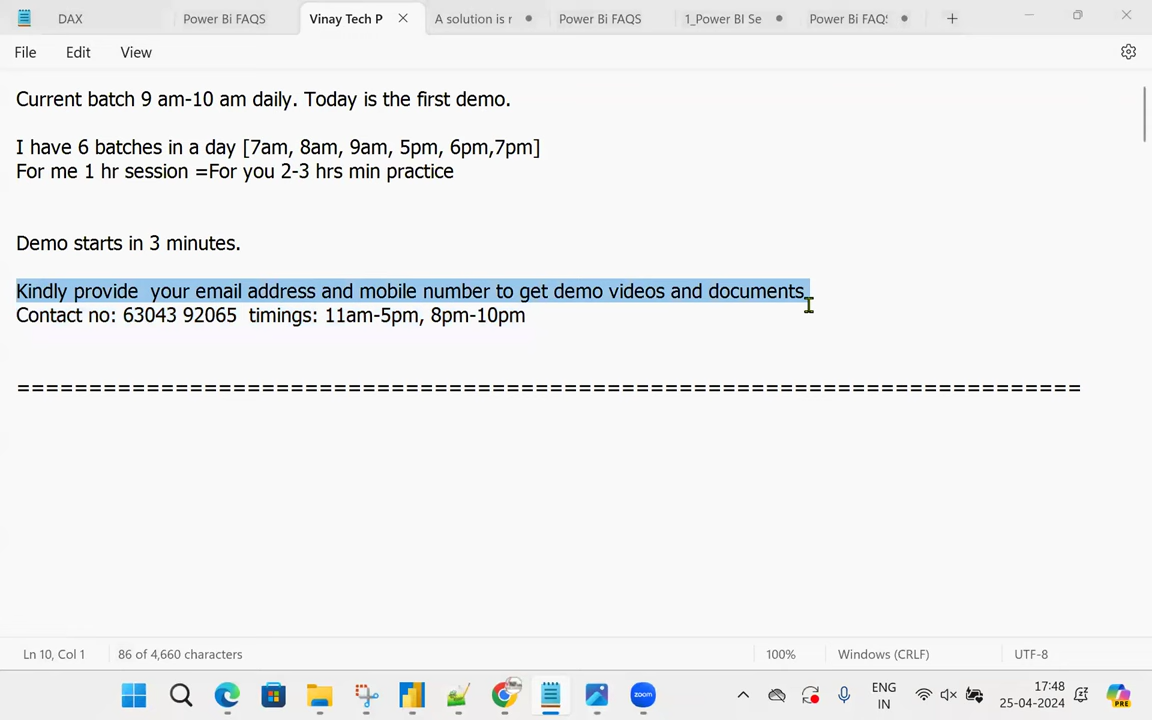 DAX
Power Bi FAQS
Vinay Tech P
A solution is r
Power Bi FAQS
1_Power BI Se
Power Bi FAQ
File Edit View
Current batch 9 am-10 am daily. Today is the first demo.
I have 6 batches in a day [7am, 8am, 9am, 5pm, 6pm,7pm]
For me 1 hr session =For you 2-3 hrs min practice
Demo starts in 3 minutes.
Kindly provide  your email address and mobile number to get demo videos and documents
Contact no: 63043 92065  timings: 11am-5pm, 8pm-10pm
==========================================================================
Ln 10, Col 1
86 of 4,660 characters
100%
Windows (CRLF)
UTF-8
zoom
ENG
IN
17:48
25-04-2024
PRE